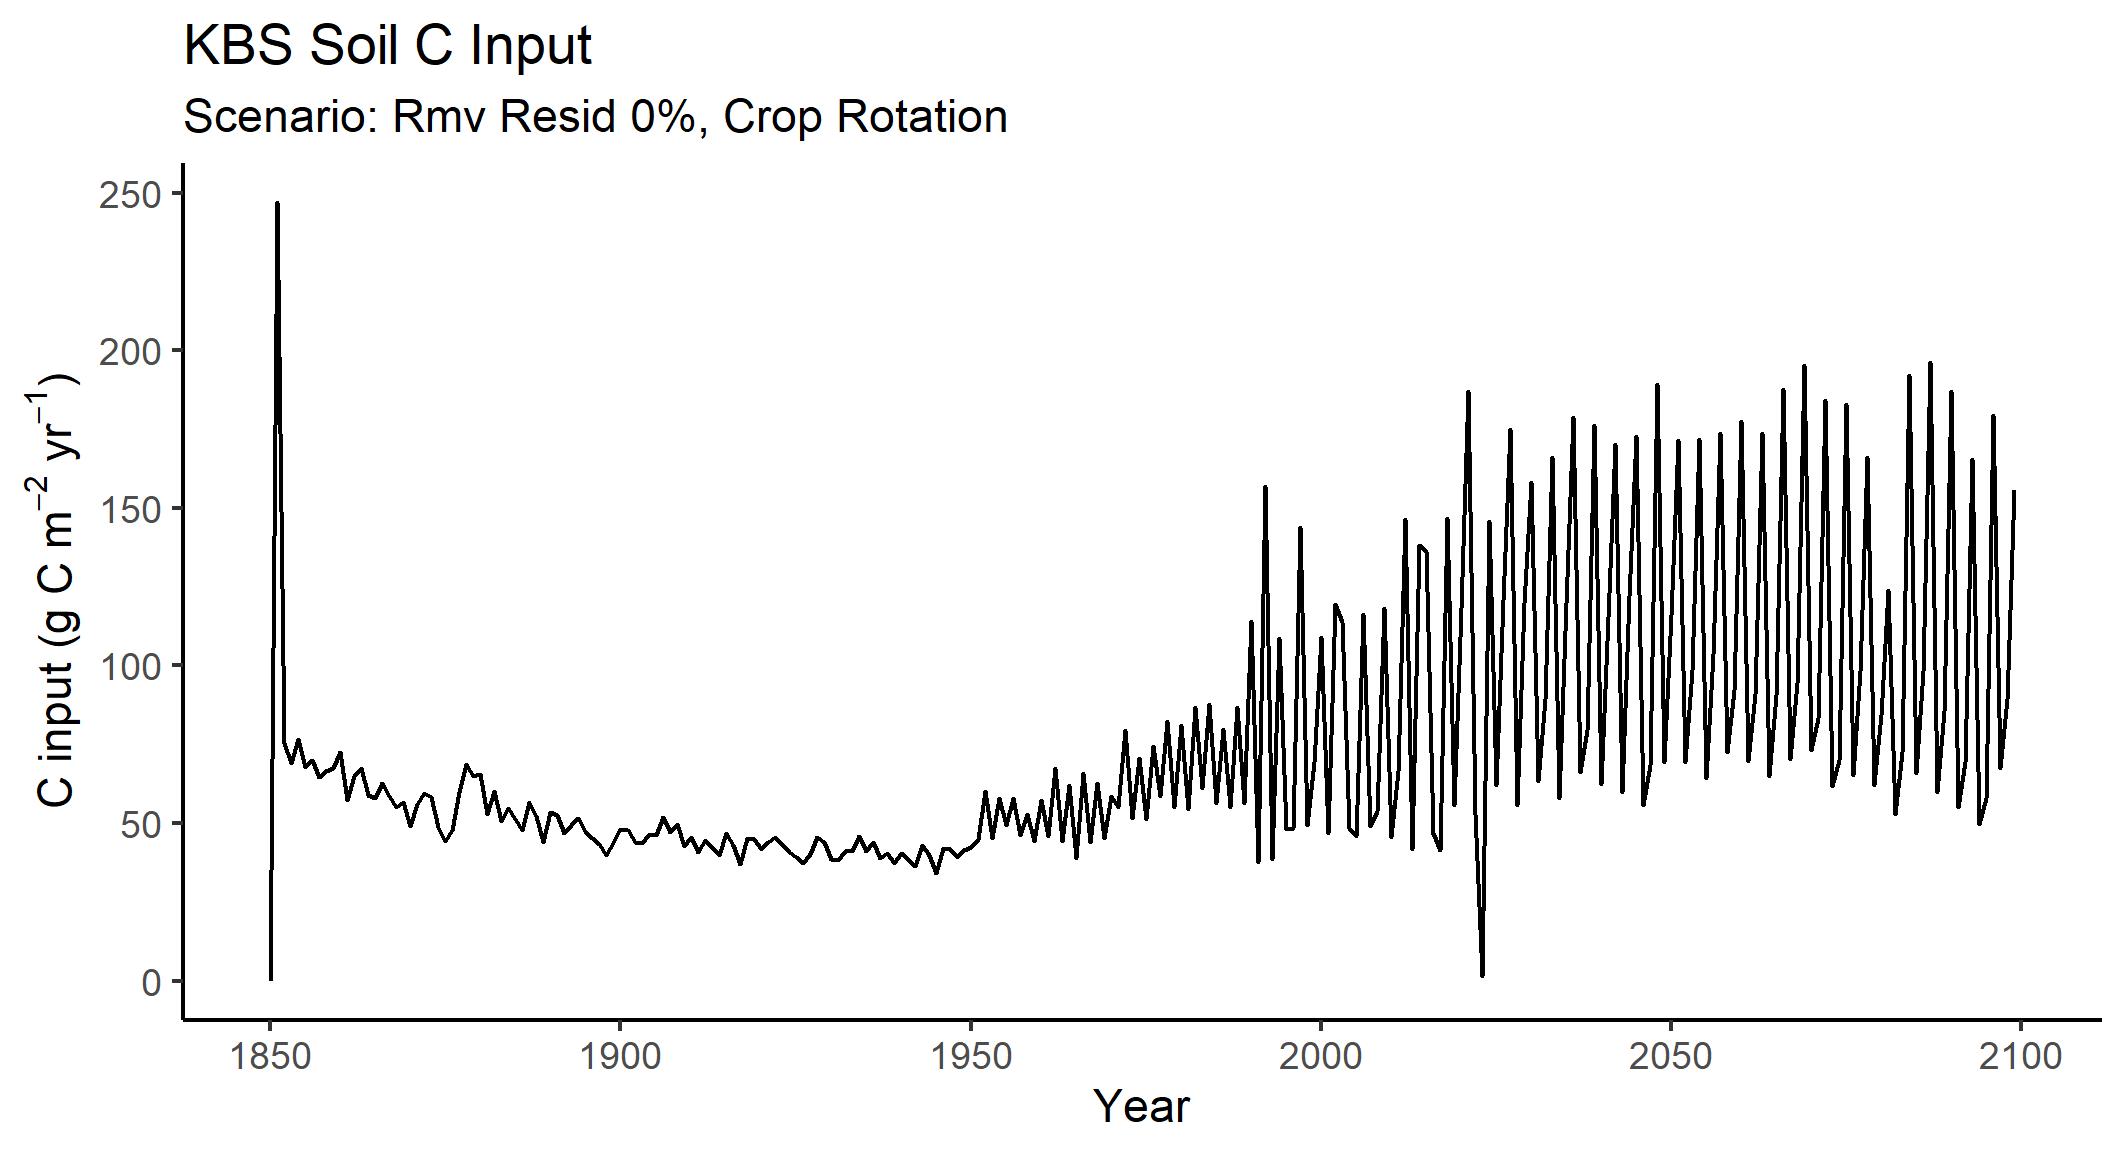 KBS Soil C Input
Scenario: Rmv Resid 0%, Crop Rotation
C input (g C m⁻² yr⁻¹)
250
200
150
100
50
0
1850 1900 1950 2000 2050 2100
Year